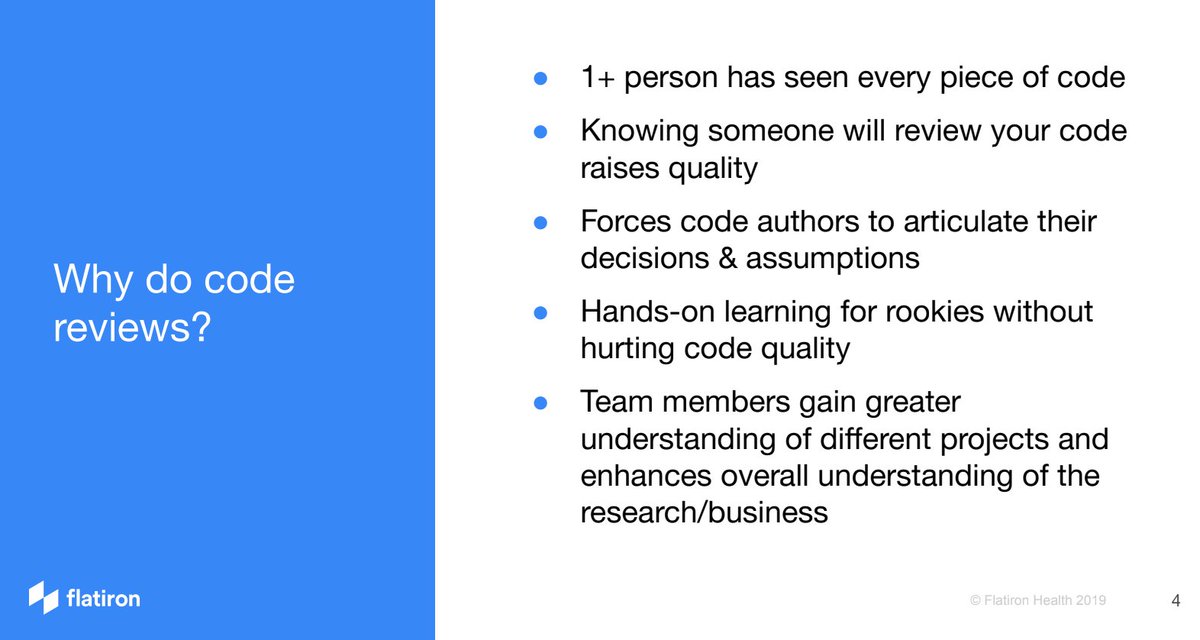 Why do code
reviews?
● 1+ person has seen every piece of code
● Knowing someone will review your code
raises quality
● Forces code authors to articulate their
decisions & assumptions
● Hands-on learning for rookies without
hurting code quality
● Team members gain greater
understanding of different projects and
enhances overall understanding of the
research/business
flatiron
© Flatiron Health 2019
4